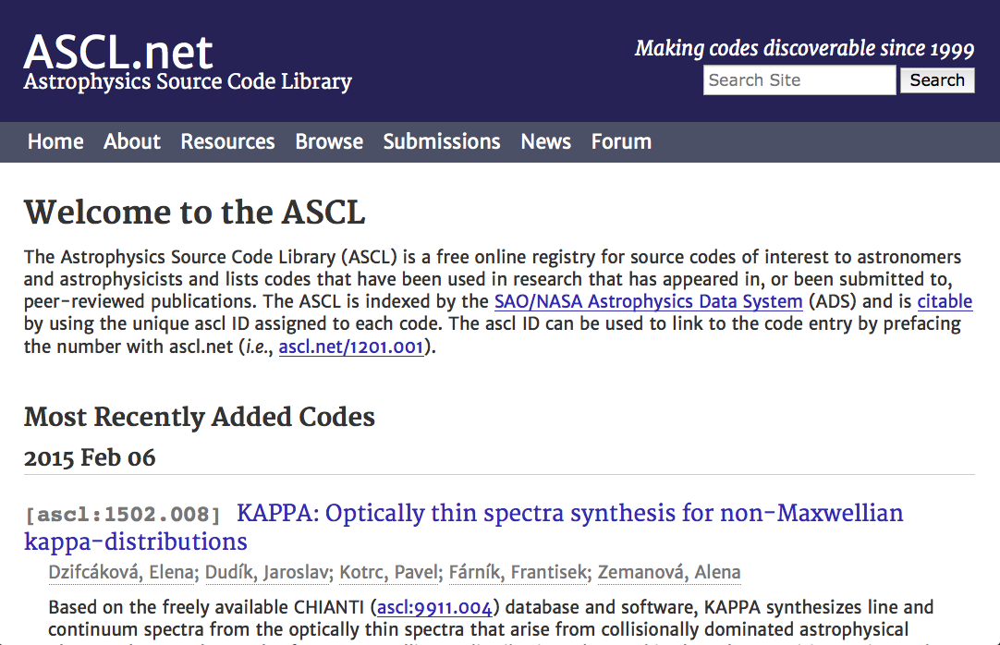 ASCL.net
Astrophysics Source Code Library
Making codes discoverable since 1999
Search Site
Search
Home About Resources Browse Submissions News Forum
Welcome to the ASCL
The Astrophysics Source Code Library (ASCL) is a free online registry for source codes of interest to astronomers
and astrophysicists and lists codes that have been used in research that has appeared in, or been submitted to,
peer-reviewed publications. The ASCL is indexed by the SAO/NASA Astrophysics Data System (ADS) and is citable
by using the unique ascl ID assigned to each code. The ascl ID can be used to link to the code entry by prefacing
the number with ascl.net (i.e., ascl.net/1201.001).
Most Recently Added Codes
2015 Feb 06
[ascl:1502.008] KAPPA: Optically thin spectra synthesis for non-Maxwellian
kappa-distributions
Dzifcáková, Elena; Dudík, Jaroslav; Kotrc, Pavel; Fárník, Frantisek; Zemanová, Alena
Based on the freely available CHIANTI (ascl:9911.004) database and software, KAPPA synthesizes line and
continuum spectra from the optically thin spectra that arise from collisionally dominated astrophysical